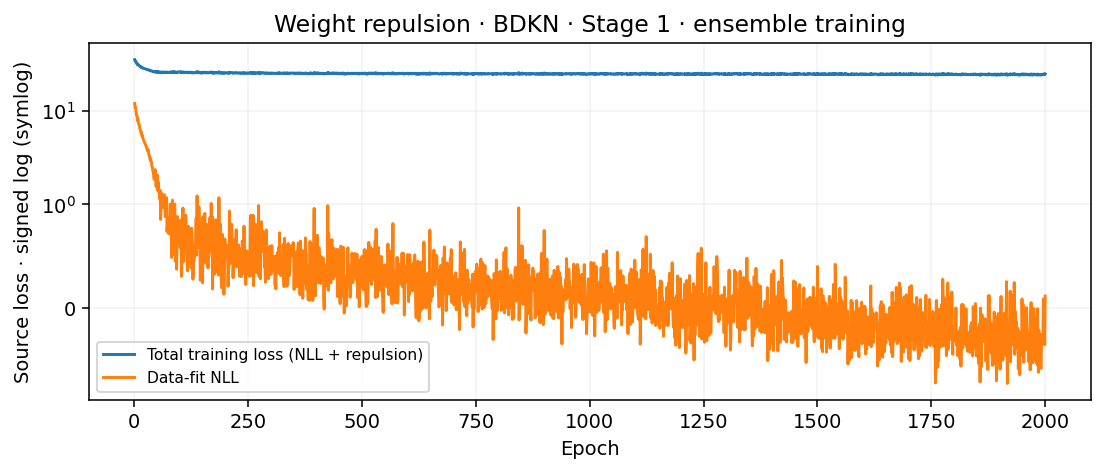 Weight repulsion · BDKN · Stage 1 · ensemble training
Source loss · signed log (symlog)
10¹
10⁰
0
Total training loss (NLL + repulsion)
Data-fit NLL
0 250 500 750 1000 1250 1500 1750 2000
Epoch